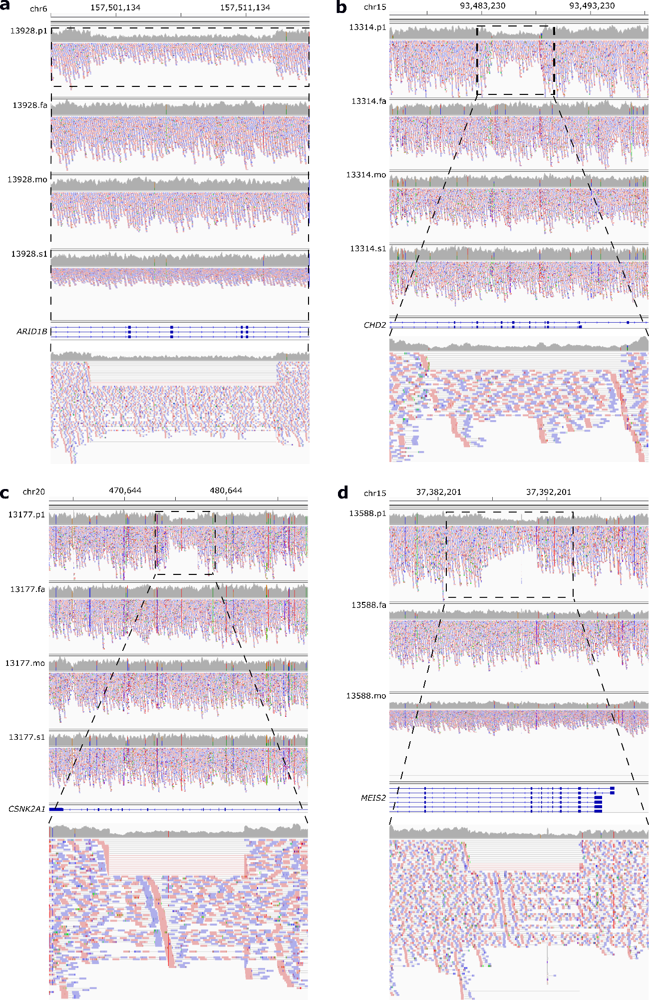 a
chr6
157,501,134
157,511,134
13928.p1
13928.fa
13928.mo
13928.s1
ARID1B
b
chr15
93,483,230
93,493,230
13314.p1
13314.fa
13314.mo
13314.s1
CHD2
c
chr20
470,644
480,644
13177.p1
13177.fa
13177.mo
13177.s1
CSNK2A1
d
chr15
37,382,201
37,392,201
13588.p1
13588.fa
13588.mo
MEIS2